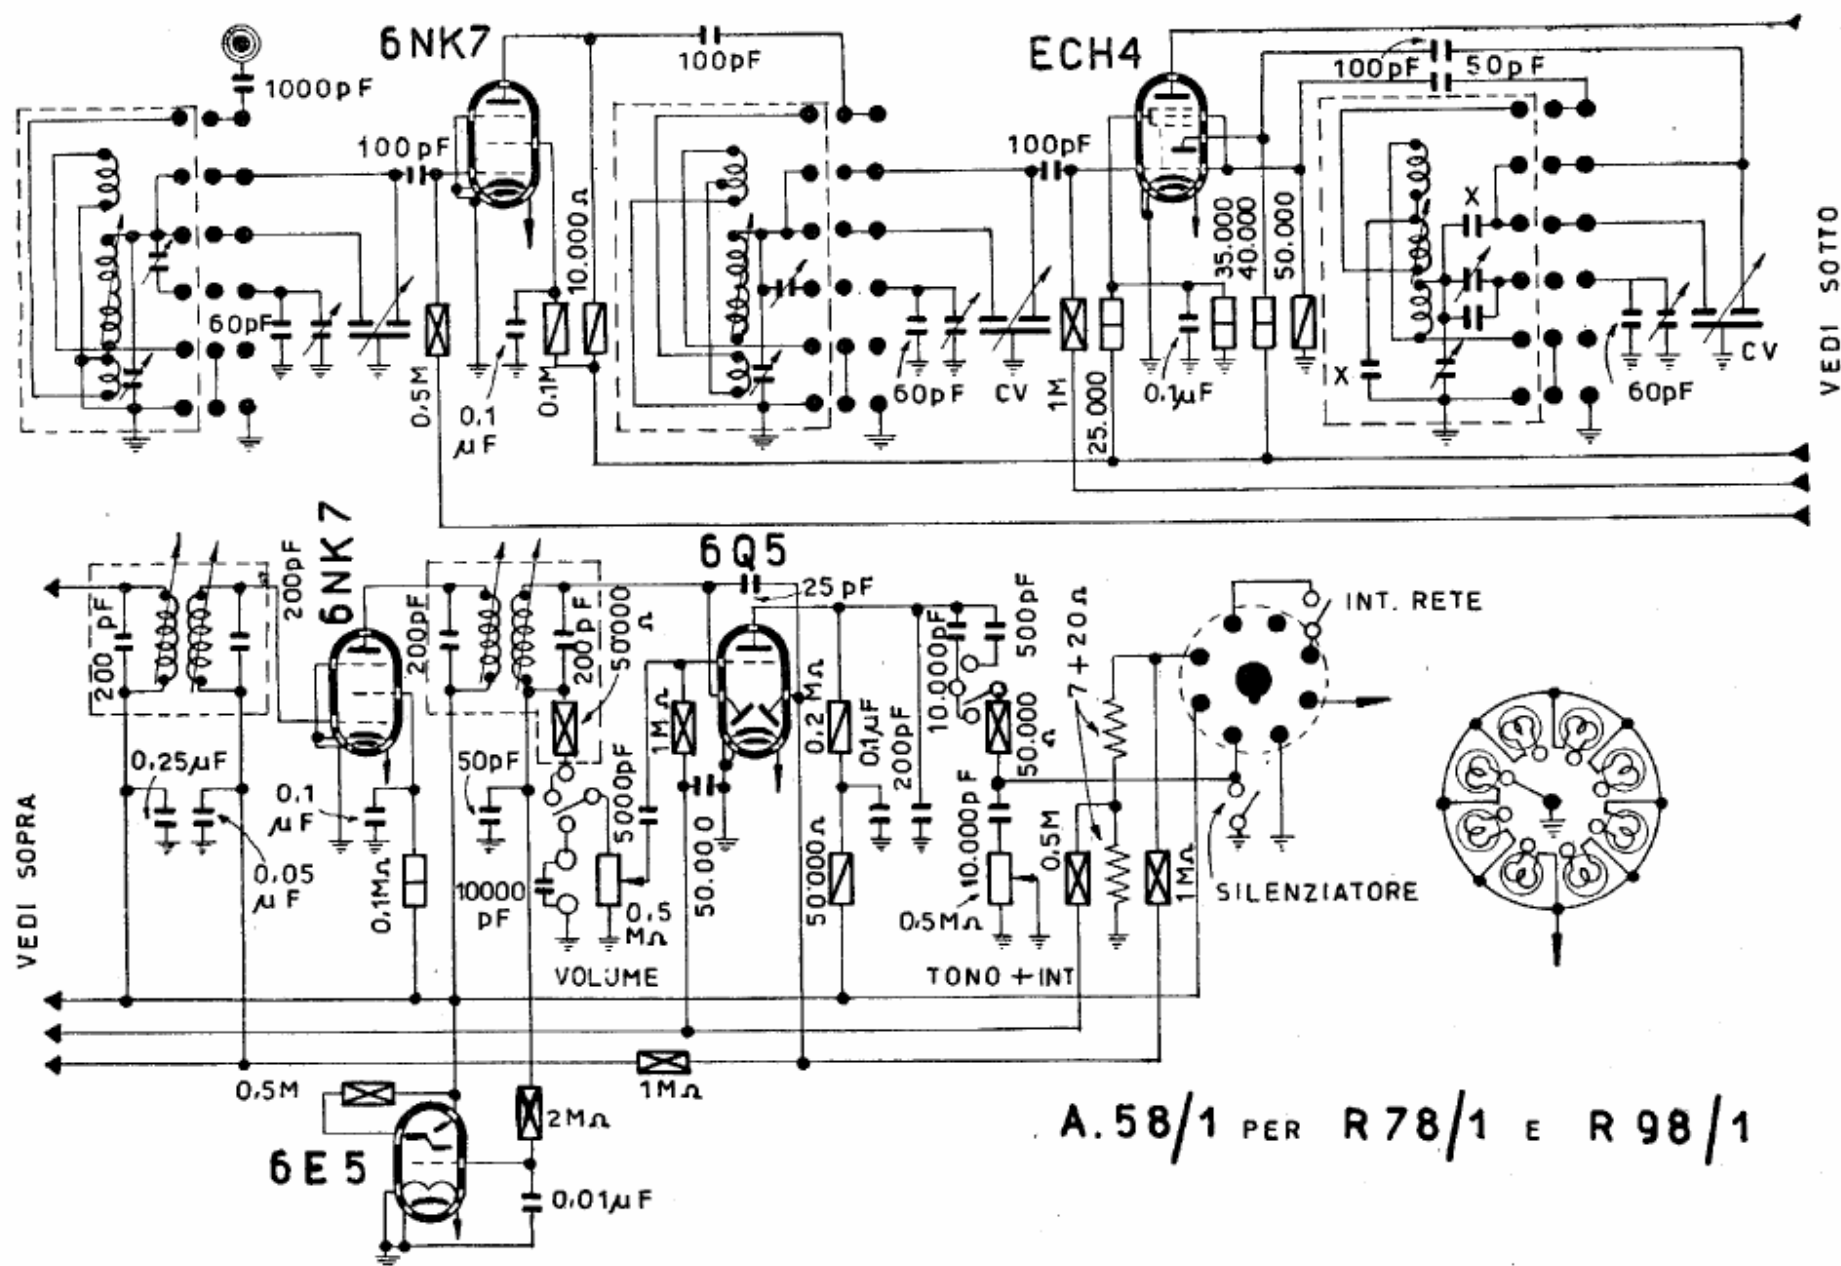 6NK7
ECH4
1000pF
100pF
100pF
50pF
100pF
100pF
10.000Ω
35.000
40.000
50.000
X
VEDI SOTTO
60pF
0,5M
0,1
μF
0.1M
60pF
CV
1M
25.000
0.1μF
X
60pF
CV
200pF
6NK7
6Q5
25 pF
200 pF
200pF
200pF
50000
Ω
1MΩ
0,2 MΩ
0.1μF
200pF
10.000pF
500pF
50.000
Ω
7+20Ω
INT. RETE
0,25μF
0,1
μF
50pF
5000pF
0,05
μF
0,1MΩ
10000
pF
0,5
MΩ
50.000
50.000Ω
10.000pF
0,5MΩ
0,5M
1MΩ
SILENZIATORE
VEDI SOPRA
VOLUME
TONO + INT
0,5M
1MΩ
2MΩ
6E5
0,01μF
A.58/1 PER R78/1 E R98/1